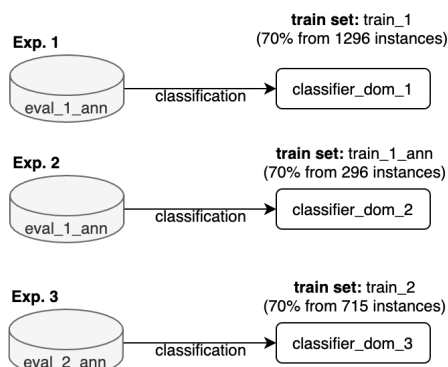 train set: train_1
(70% from 1296 instances)
Exp. 1
eval_1_ann
classification
classifier_dom_1
train set: train_1_ann
(70% from 296 instances)
Exp. 2
eval_1_ann
classification
classifier_dom_2
train set: train_2
(70% from 715 instances)
Exp. 3
eval_2_ann
classification
classifier_dom_3